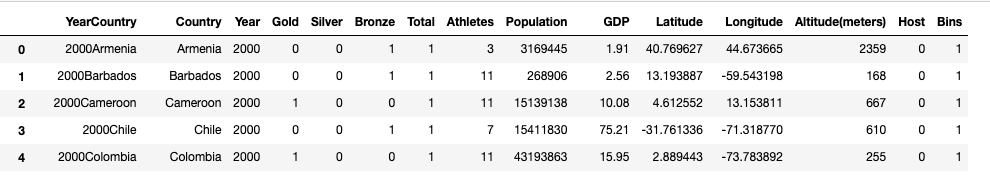 YearCountry Country Year Gold Silver Bronze Total Athletes Population GDP Latitude Longitude Altitude(meters) Host Bins
0 2000Armenia Armenia 2000 0 0 1 1 3 3169445 1.91 40.769627 44.673665 2359 0 1
1 2000Barbados Barbados 2000 0 0 1 1 11 268906 2.56 13.193887 -59.543198 168 0 1
2 2000Cameroon Cameroon 2000 1 0 0 1 11 15139138 10.08 4.612552 13.153811 667 0 1
3 2000Chile Chile 2000 0 0 1 1 7 15411830 75.21 -31.761336 -71.318770 610 0 1
4 2000Colombia Colombia 2000 1 0 0 1 11 43193863 15.95 2.889443 -73.783892 255 0 1